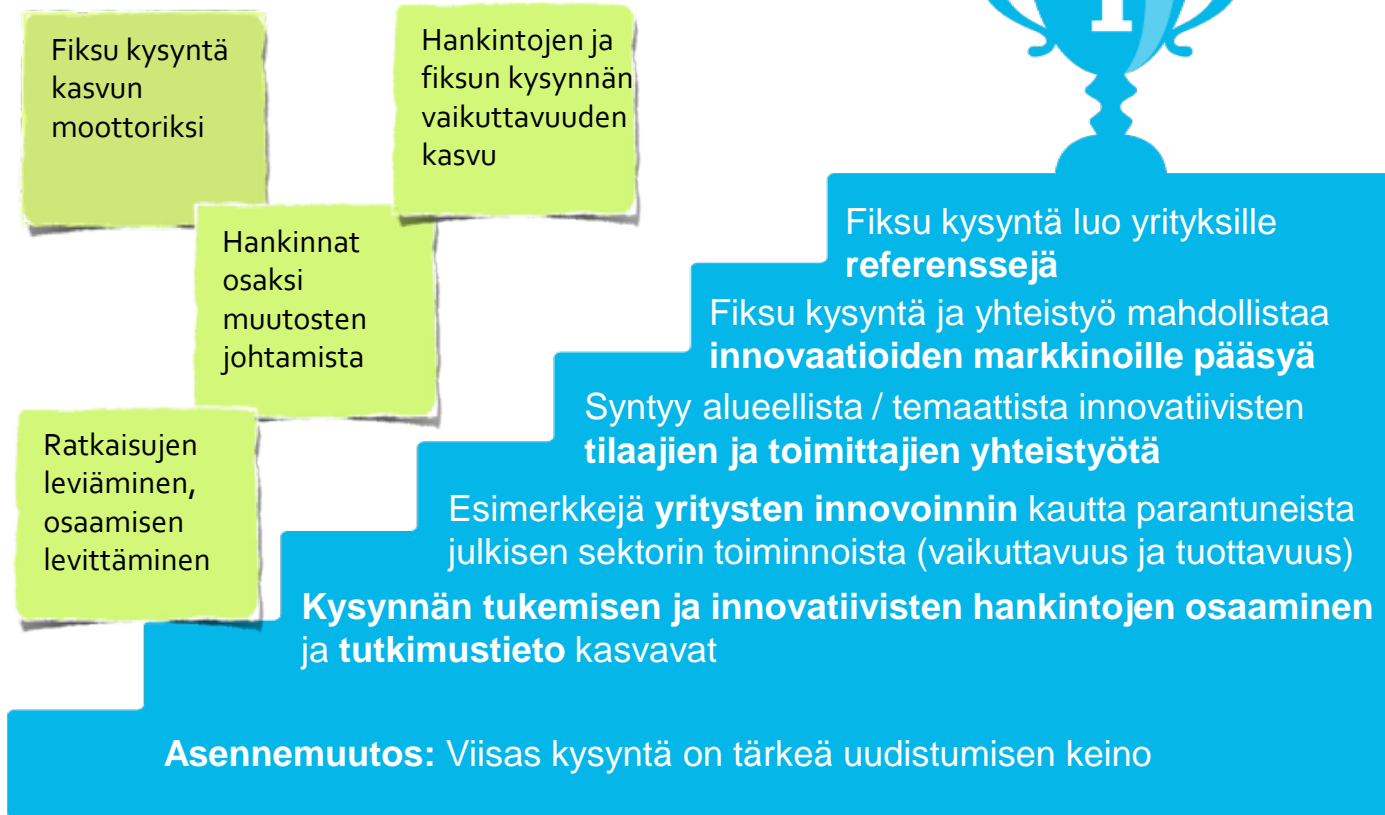 Fiksu kysyntä
kasvun
moottoriksi
Hankintojen ja
fiksun kysynnän
vaikuttavuuden
kasvu
Hankinnat
osaksi
muutosten
johtamista
Ratkaisujen
leviäminen,
osaamisen
levittäminen
1
Fiksu kysyntä luo yrityksille
referenssejä
Fiksu kysyntä ja yhteistyö mahdollistaa
innovaatioiden markkinoille pääsyä
Syntyy alueellista / temaattista innovatiivisten
tilaajien ja toimittajien yhteistyötä
Esimerkkejä yritysten innovoinnin kautta parantuneista
julkisen sektorin toiminnoista (vaikuttavuus ja tuottavuus)
Kysynnän tukemisen ja innovatiivisten hankintojen osaaminen
ja tutkimustieto kasvavat
Asennemuutos: Viisas kysyntä on tärkeä uudistumisen keino